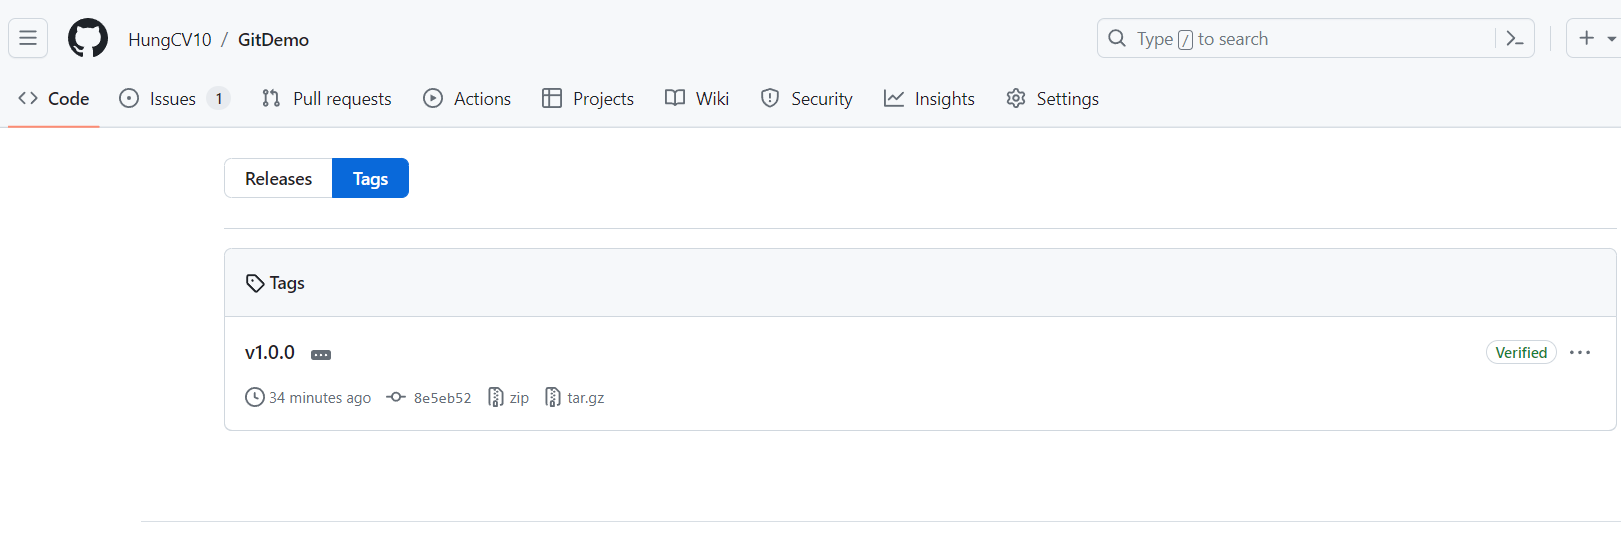 HungCV10 / GitDemo
Type / to search
Code Issues 1 Pull requests Actions Projects Wiki Security Insights Settings
Releases Tags
Tags
v1.0.0 Verified
34 minutes ago 8e5eb52 zip tar.gz